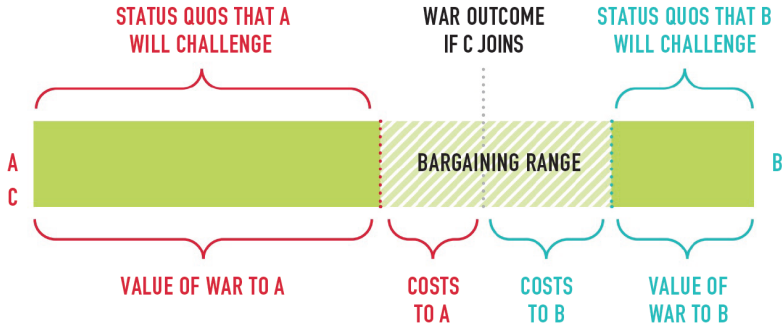 STATUS QUOS THAT A
WILL CHALLENGE
WAR OUTCOME
IF C JOINS
STATUS QUOS THAT B
WILL CHALLENGE
A
C
BARGAINING RANGE
B
VALUE OF WAR TO A
COSTS
TO A
COSTS
TO B
VALUE OF
WAR TO B